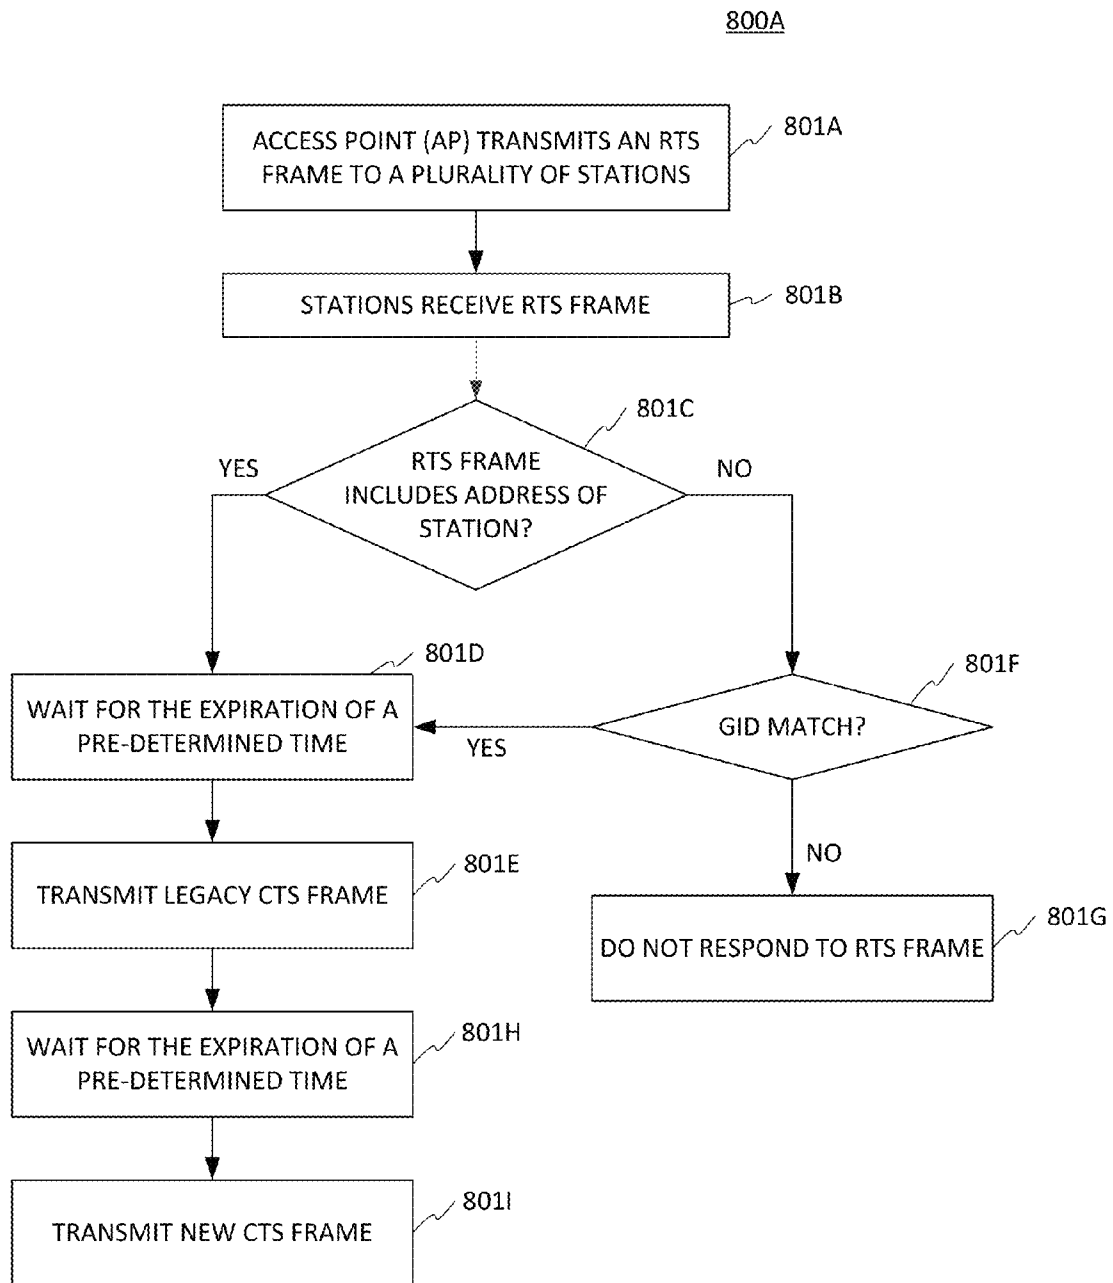 800A
ACCESS POINT (AP) TRANSMITS AN RTS
FRAME TO A PLURALITY OF STATIONS
801A
STATIONS RECEIVE RTS FRAME
801B
801C
YES
RTS FRAME
INCLUDES ADDRESS OF
STATION?
NO
801D
WAIT FOR THE EXPIRATION OF A
PRE-DETERMINED TIME
801F
GID MATCH?
YES
801E
TRANSMIT LEGACY CTS FRAME
NO
801G
DO NOT RESPOND TO RTS FRAME
801H
WAIT FOR THE EXPIRATION OF A
PRE-DETERMINED TIME
801I
TRANSMIT NEW CTS FRAME